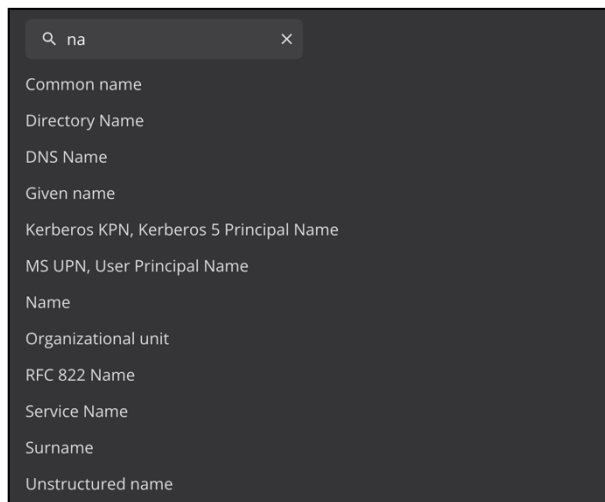 na
Common name
Directory Name
DNS Name
Given name
Kerberos KPN, Kerberos 5 Principal Name
MS UPN, User Principal Name
Name
Organizational unit
RFC 822 Name
Service Name
Surname
Unstructured name